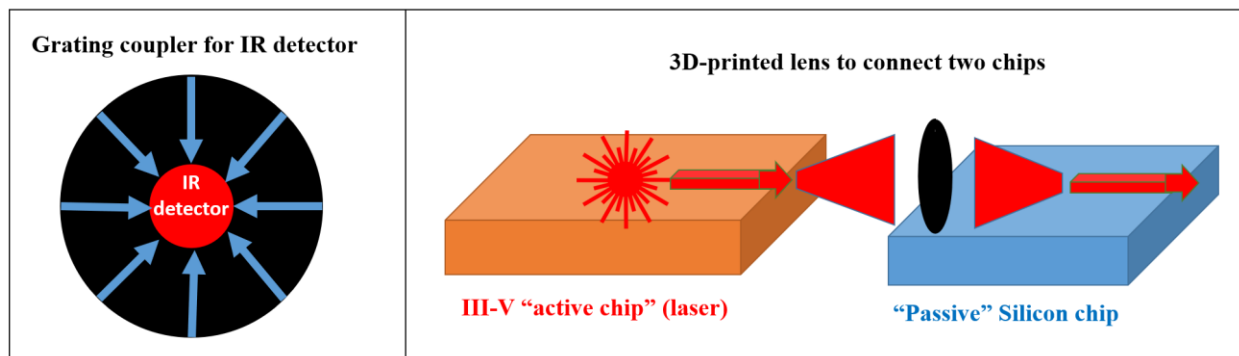 Grating coupler for IR detector
IR
detector
3D-printed lens to connect two chips
III-V “active chip” (laser)
“Passive” Silicon chip